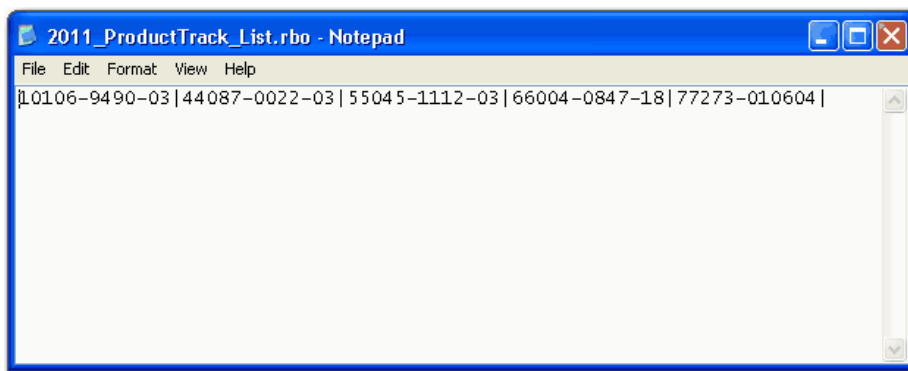 2011_ProductTrack_List.rbo - Notepad
File Edit Format View Help
10106-9490-03|44087-0022-03|55045-1112-03|66004-0847-18|77273-010604|